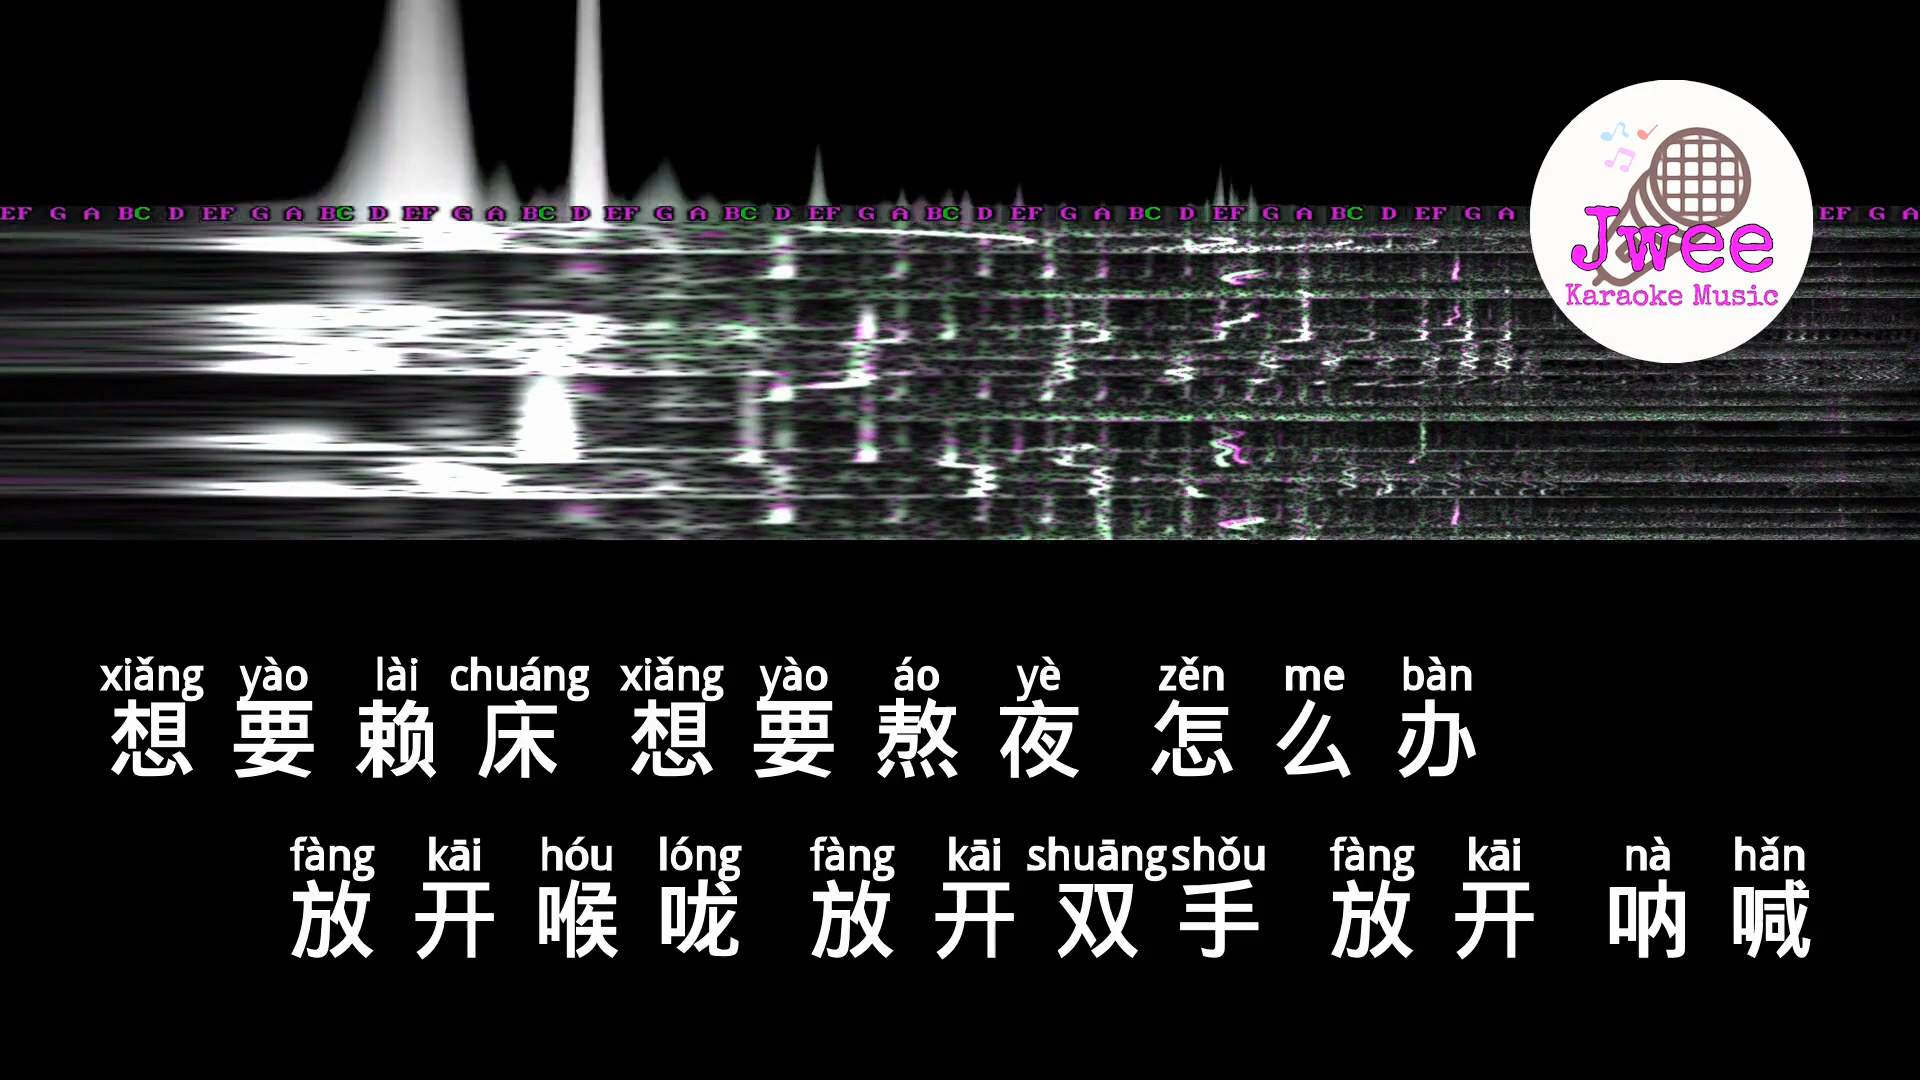 EF G A BC D EF G A BC D EF G A BC D EF G A BC D EF G A BC D EF G A BC D EF G A BC D EF G A EF G A
Jwee
Karaoke Music
xiǎng yào lài chuáng xiǎng yào áo yè zěn me bàn
想要赖床 想要熬夜 怎么办
fàng kāi hóu lóng fàng kāi shuāng shǒu fàng kāi nà hǎn
放开喉咙 放开双手 放开 呐喊